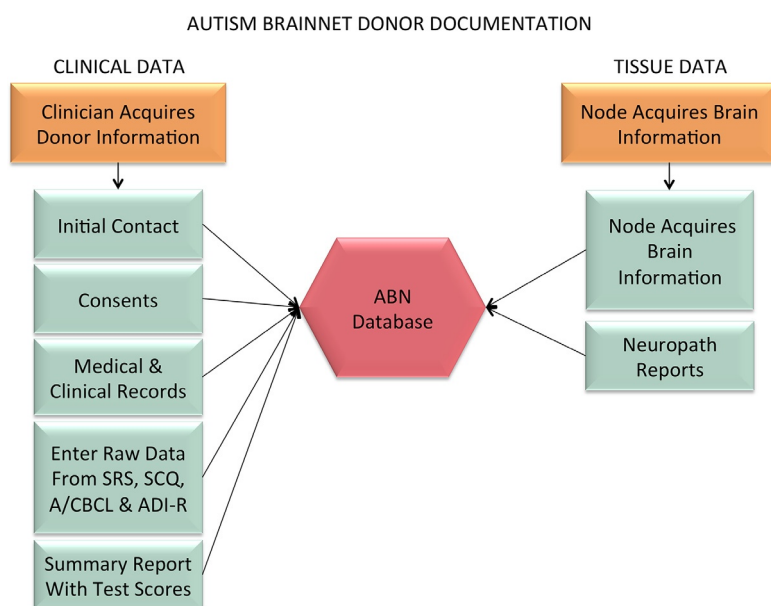 AUTISM BRAINNET DONOR DOCUMENTATION
CLINICAL DATA
Clinician Acquires
Donor Information
Initial Contact
Consents
Medical &
Clinical Records
Enter Raw Data
From SRS, SCQ,
A/CBCL & ADI-R
Summary Report
With Test Scores
ABN
Database
TISSUE DATA
Node Acquires Brain
Information
Node Acquires
Brain
Information
Neuropath
Reports